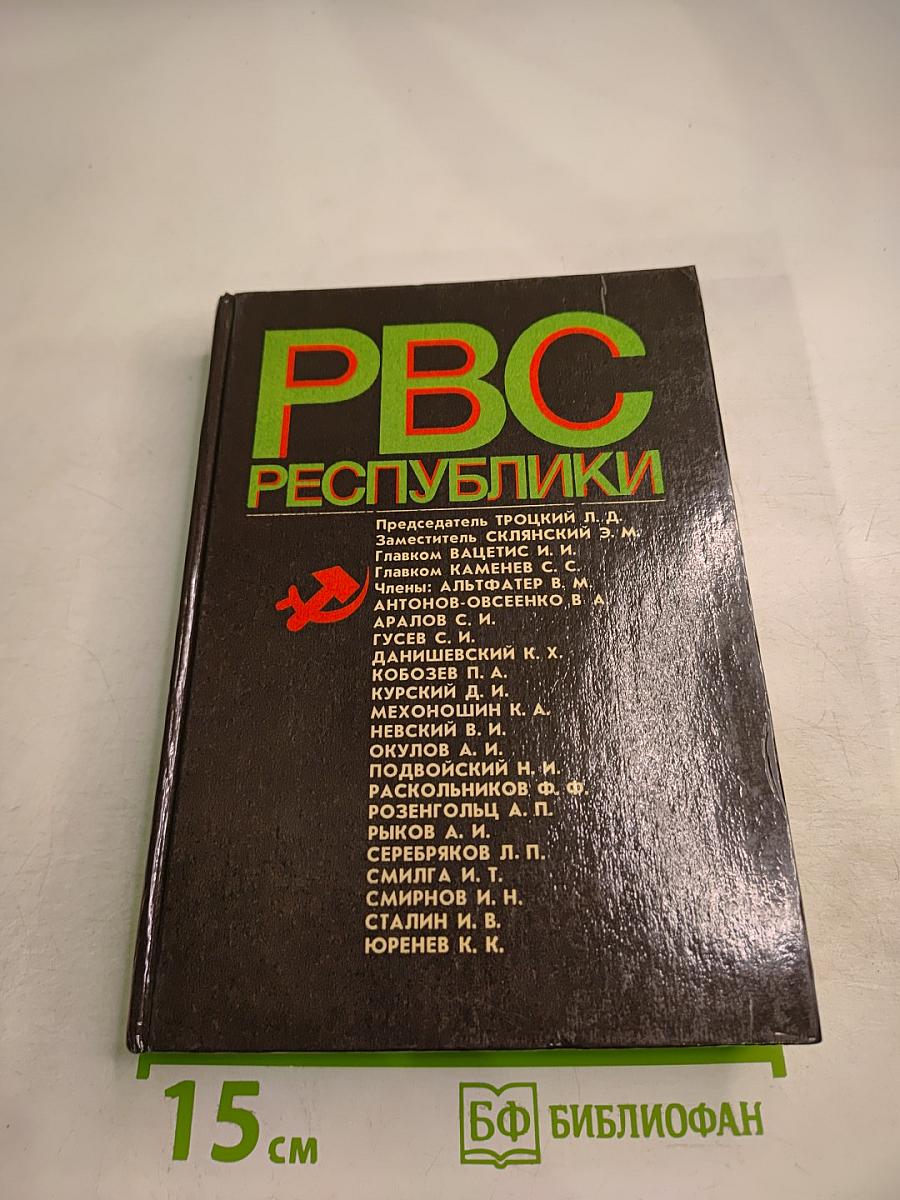 РВС
РЕСПУБЛИКИ
Председатель ТРОЦКИЙ Л. Д.
Заместитель СКЛЯНСКИЙ Э. М.
Главком ВАЦЕТИС И. И.
Главком КАМЕНЕВ С. С.
Члены: АЛЬТФАТЕР В. М.
АНТОНОВ-ОВСЕЕНКО В. А.
АРАЛОВ С. И.
ГУСЕВ С. И.
ДАНИШЕВСКИЙ К. Х.
КОБОЗЕВ П. А.
КУРСКИЙ Д. И.
МЕХОНОШИН К. А.
НЕВСКИЙ В. И.
ОКУЛОВ А. И.
ПОДВОЙСКИЙ Н. И.
РАСКОЛЬНИКОВ Ф. Ф.
РОЗЕНГОЛЬЦ А. П.
РЫКОВ А. И.
СЕРЕБРЯКОВ Л. П.
СМИЛГА И. Т.
СМИРНОВ И. Н.
СТАЛИН И. В.
ЮРЕНЕВ К. К.
15 см
БФ БИБЛИОФАН